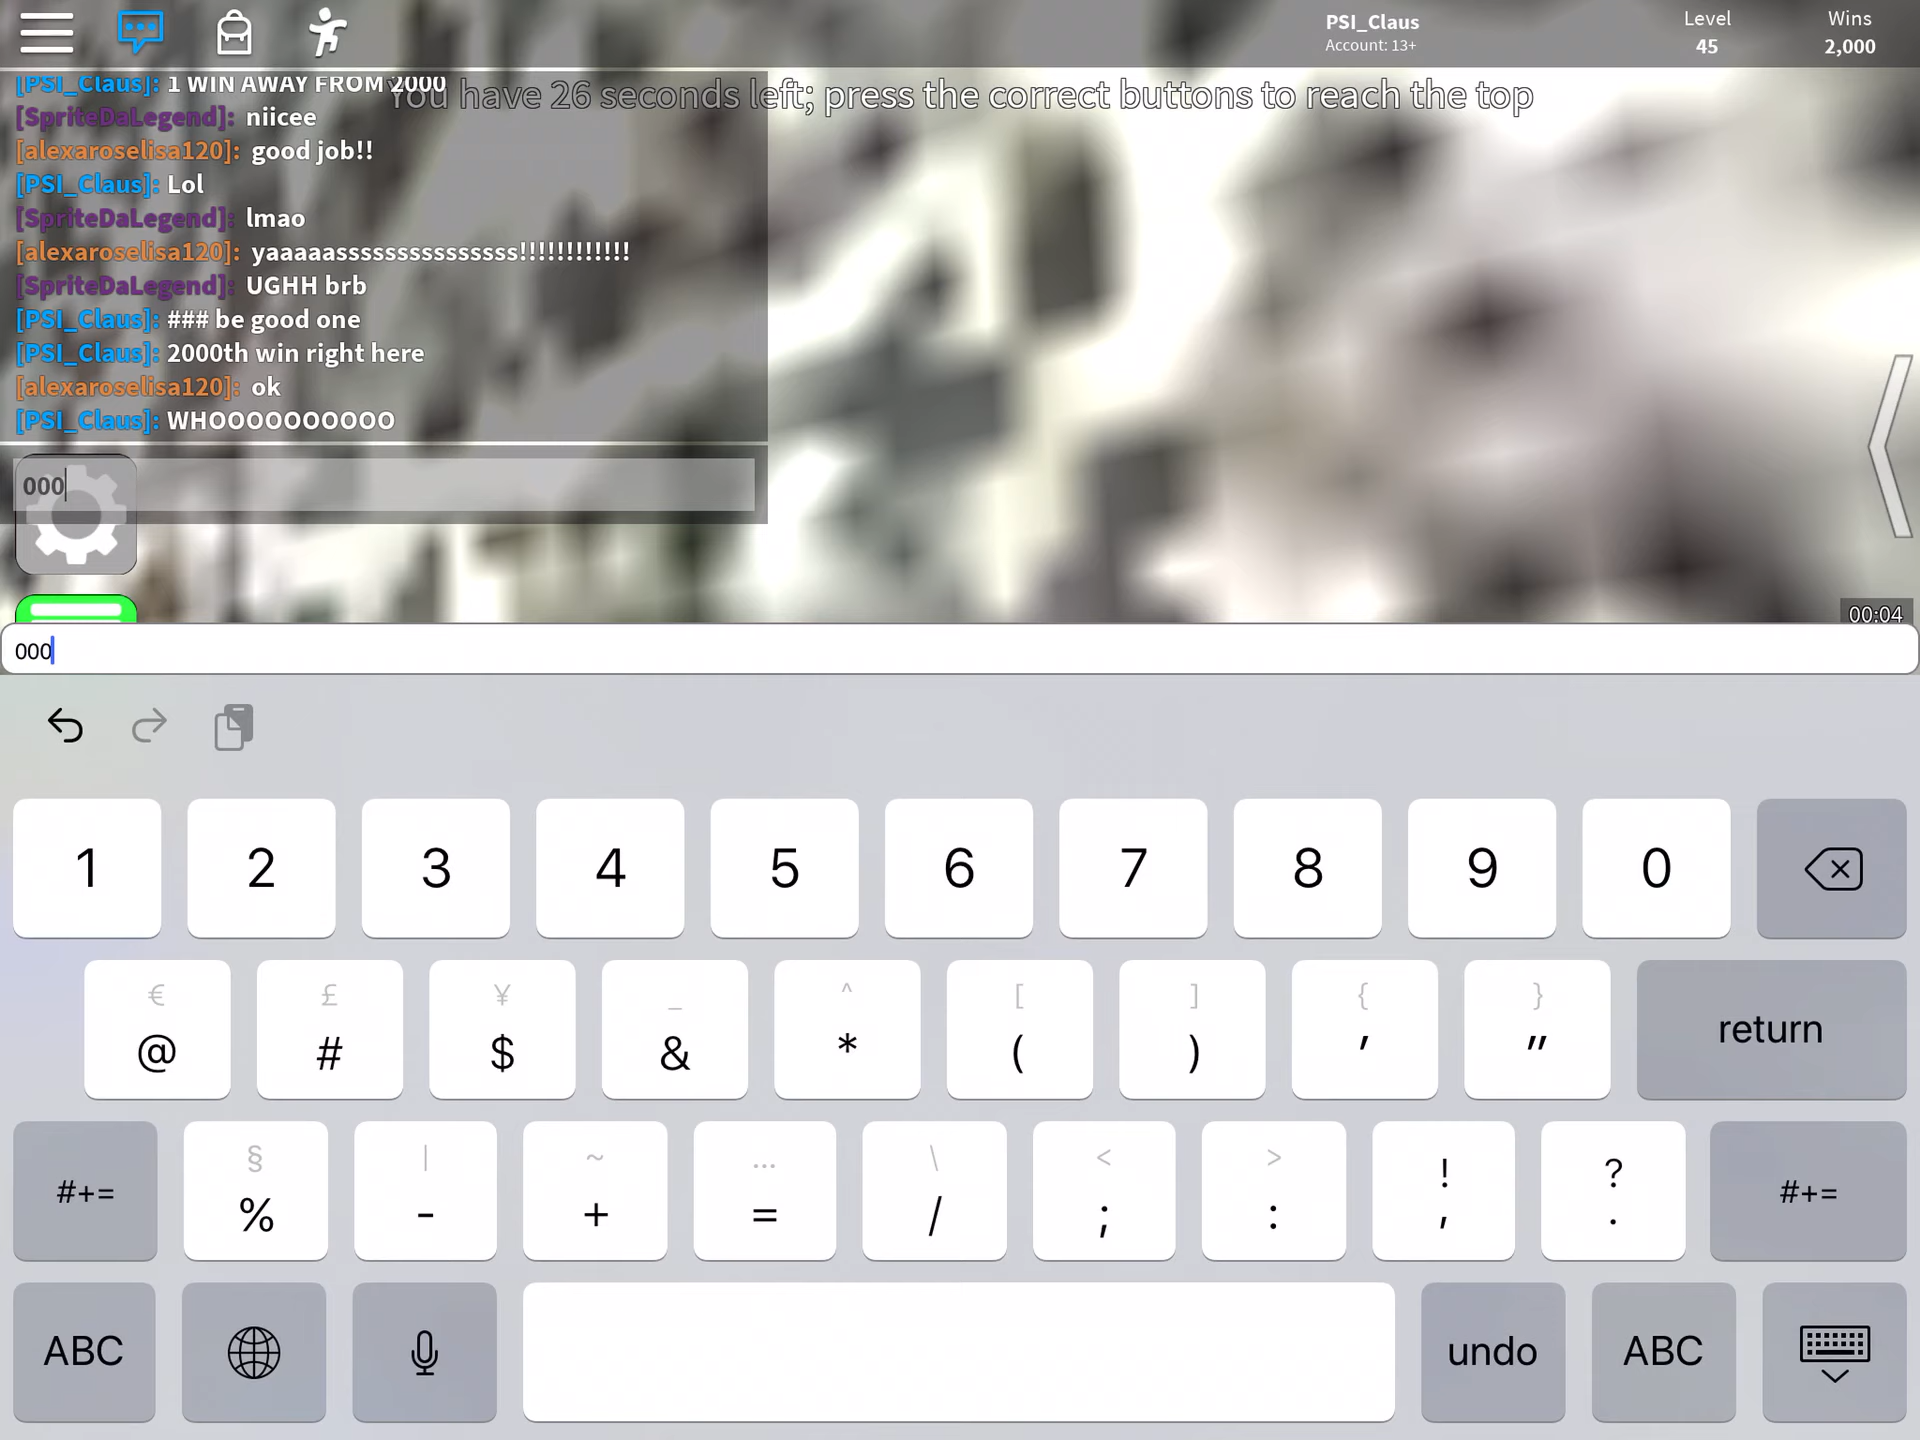 PSI_Claus
Account: 13+
Level
45
Wins
2,000
You have 26 seconds left; press the correct buttons to reach the top
[PSI_Claus]: 1 WIN AWAY FROM 2000
[SpriteDaLegend]: niicee
[alexaroselisa120]: good job!!
[PSI_Claus]: Lol
[SpriteDaLegend]: lmao
[alexaroselisa120]: yaaaaasssssssssssssss!!!!!!!!!!!!
[SpriteDaLegend]: UGHH brb
[PSI_Claus]: ### be good one
[PSI_Claus]: 2000th win right here
[alexaroselisa120]: ok
[PSI_Claus]: WHOOOOOOOOOO
000
00:04
000
1 2 3 4 5 6 7 8 9 0
€ £ ¥ _ ^ [ ] { }
@ # $ & * ( ) ' " return
§ | ~ … \ < > ! ?
#+= % - + = / ; : , . #+=
ABC undo ABC